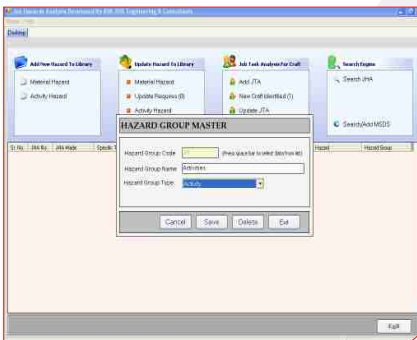 Job Hazards Analysis Developed By
Engineering & Consultants
Desktop
Add New Hazard To Library
Material Hazard
Activity Hazard
Update Hazard To Library
Material Hazard
Update Requires (0)
Activity Hazard
Job Task Analysis For Craft
Add JTA
New Craft Identified (1)
Update JTA
Search Engine
Search JHA
Search/Add MSDS
Sr No.
JHA No.
JHA Made
Specific
Hazard
Hazard Group
HAZARD GROUP MASTER
Hazard Group Code
(Press space bar to select data from list)
Hazard Group Name
Activities
Hazard Group Type
Activity
Cancel
Save
Delete
Exit
Exit